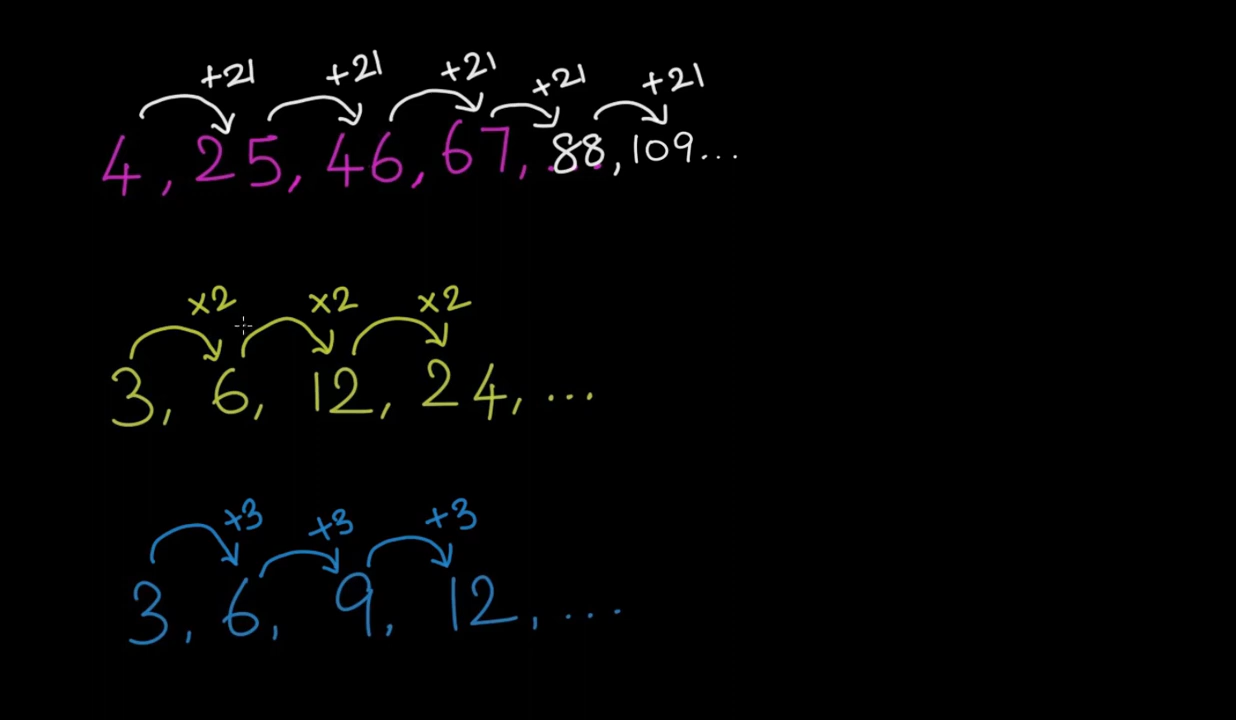 +21 +21 +21 +21 +21
4, 25, 46, 67, 88, 109...
×2 ×2 ×2
3, 6, 12, 24, ...
+3 +3 +3
3, 6, 9, 12, ...